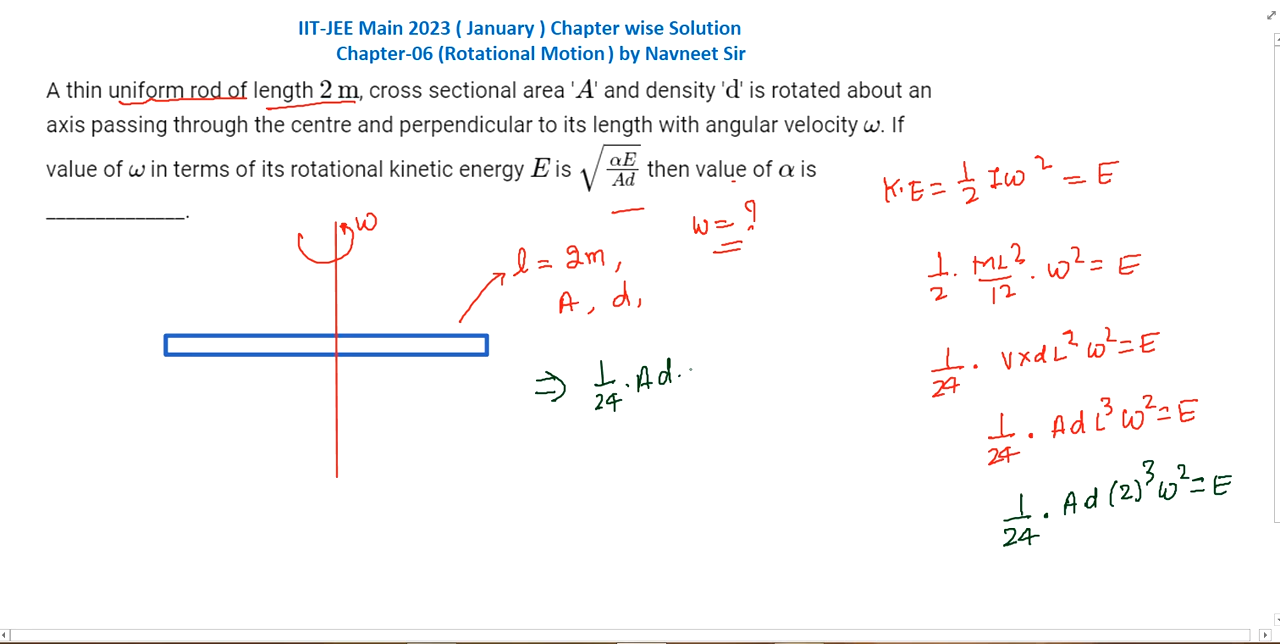 IIT-JEE Main 2023 ( January ) Chapter wise Solution
Chapter-06 (Rotational Motion ) by Navneet Sir
A thin uniform rod of length 2 m, cross sectional area 'A' and density 'd' is rotated about an
axis passing through the centre and perpendicular to its length with angular velocity ω. If
value of ω in terms of its rotational kinetic energy E is √(αE/Ad) then value of α is
______________.
ω
l = 2m,
A, d,
ω = ?
⇒ 1/24 . Ad.
K.E = 1/2 Iω² = E
1/2 . ML²/12 . ω² = E
1/24 . V×dL²ω² = E
1/24 . AdL³ω² = E
1/24 . Ad(2)³ω² = E